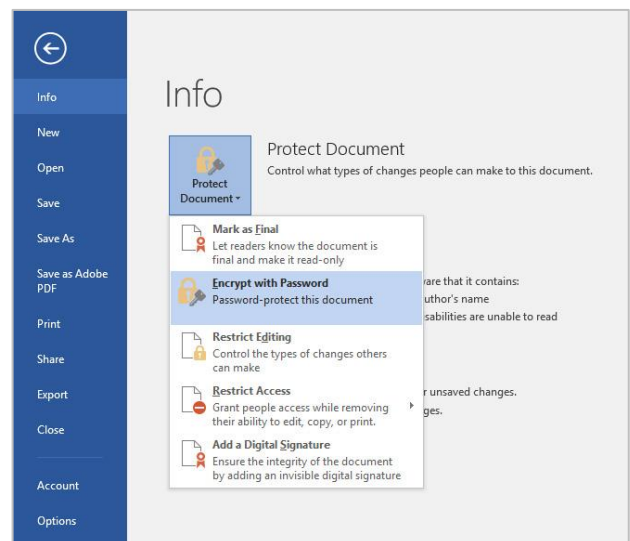 Info
New
Open
Save
Save As
Save as Adobe
PDF
Print
Share
Export
Close
Account
Options
Info
Protect
Document
Protect Document
Control what types of changes people can make to this document.
Mark as Final
Let readers know the document is
final and make it read-only
Encrypt with Password
Password-protect this document
Restrict Editing
Control the types of changes others
can make
Restrict Access
Grant people access while removing
their ability to edit, copy, or print.
Add a Digital Signature
Ensure the integrity of the document
by adding an invisible digital signature
that it contains:
name
are unable to read
unsaved changes.